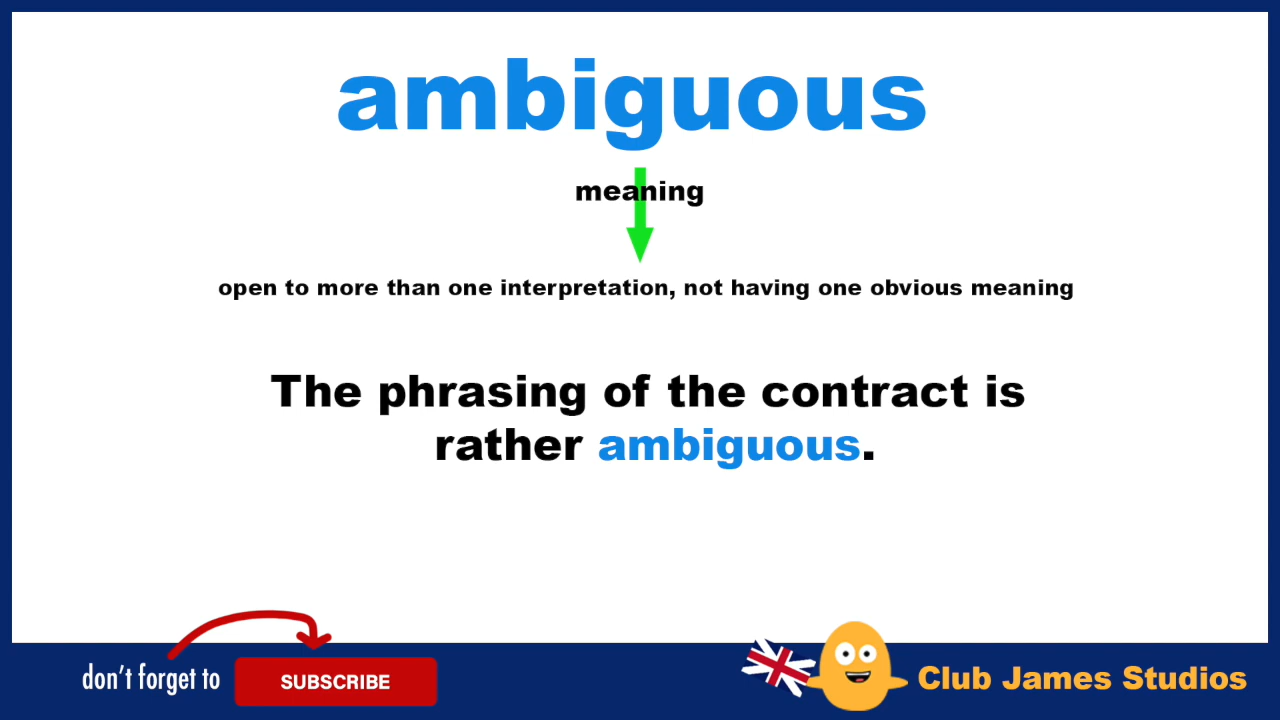 ambiguous
meaning
open to more than one interpretation, not having one obvious meaning
The phrasing of the contract is
rather ambiguous.
don't forget to
SUBSCRIBE
Club James Studios